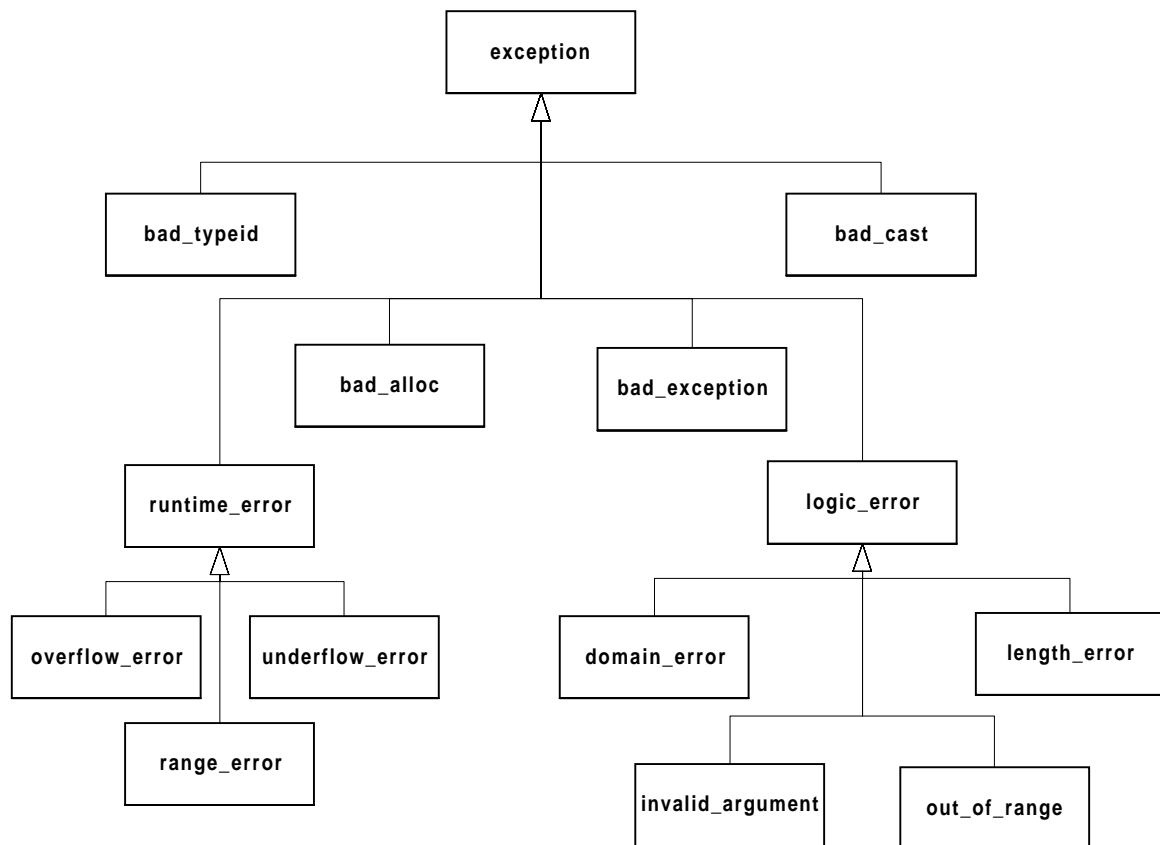 exception
bad_typeid
bad_cast
bad_alloc
bad_exception
runtime_error
logic_error
overflow_error
underflow_error
domain_error
length_error
range_error
invalid_argument
out_of_range